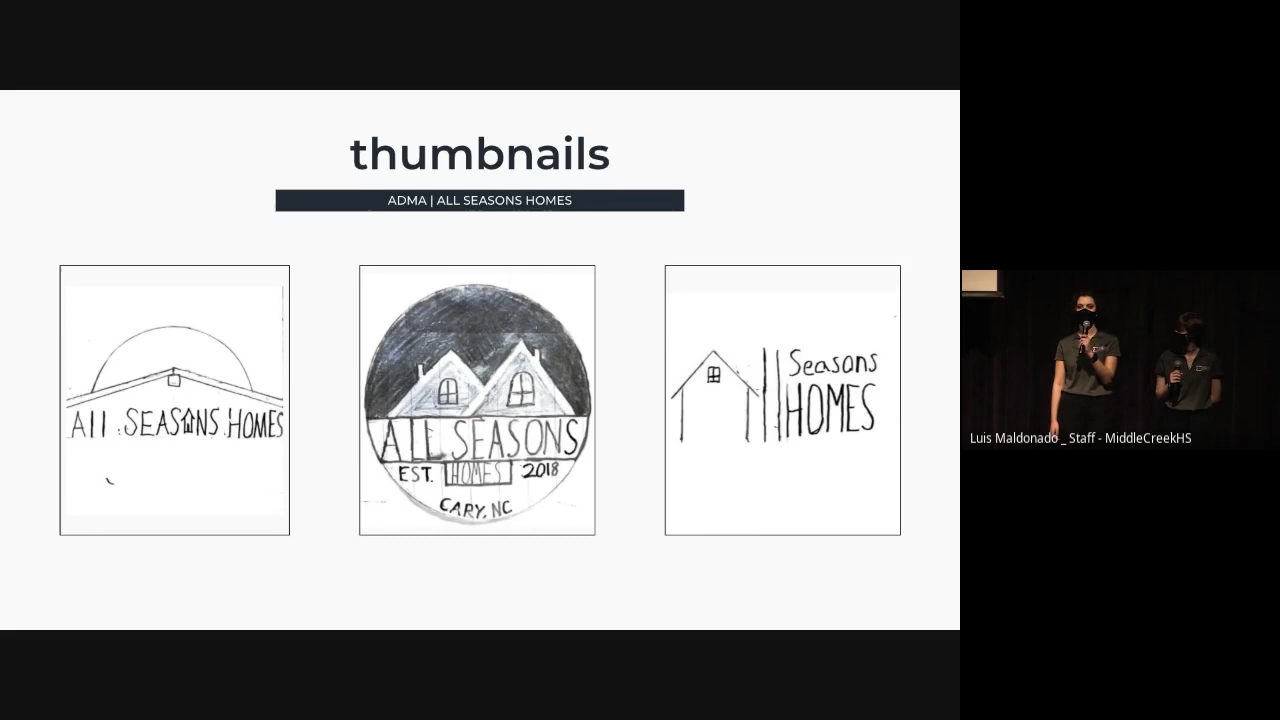 thumbnails
ADMA | ALL SEASONS HOMES
All SEASONS HOMES
ALL SEASONS
EST. HOMES 2018
CARY, NC
All Seasons
HOMES
Luis Maldonado _ Staff - MiddleCreekHS